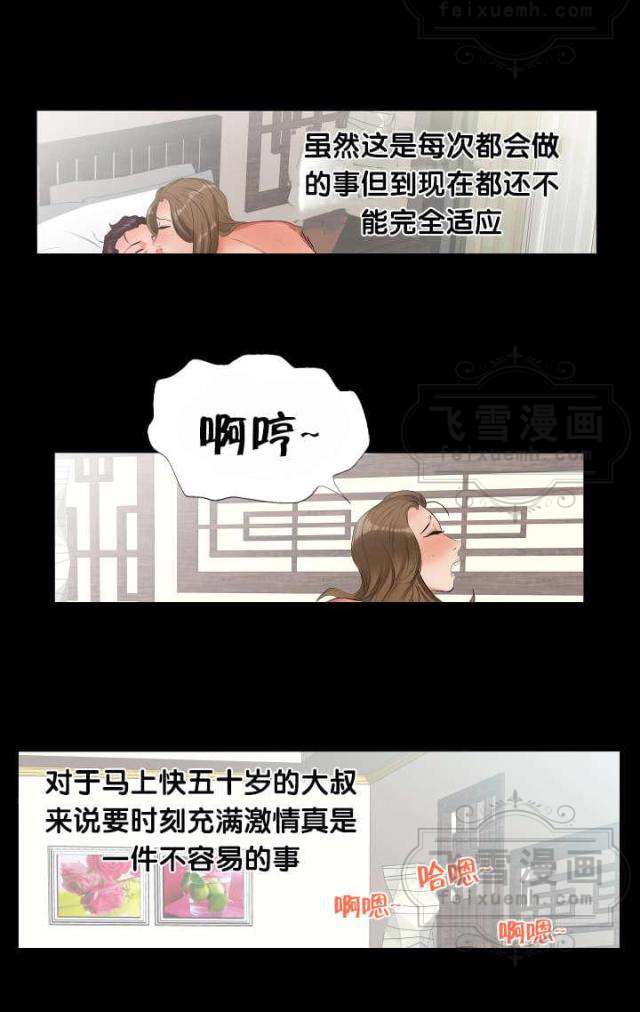 feixuemh.com
虽然这是每次都会做
的事但到现在都还不
能完全适应
啊哼~
飞雪漫画
feixuemh.com
对于马上快五十岁的大叔
来说要时刻充满激情真是
一件不容易的事
飞雪漫画
feixuemh.com
哈嗯~
啊嗯~
啊嗯~